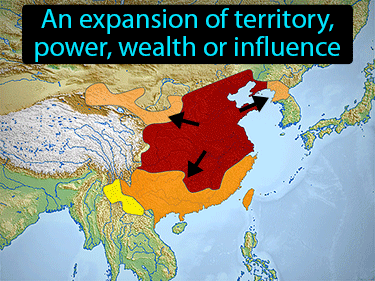 An expansion of territory,
power, wealth or influence